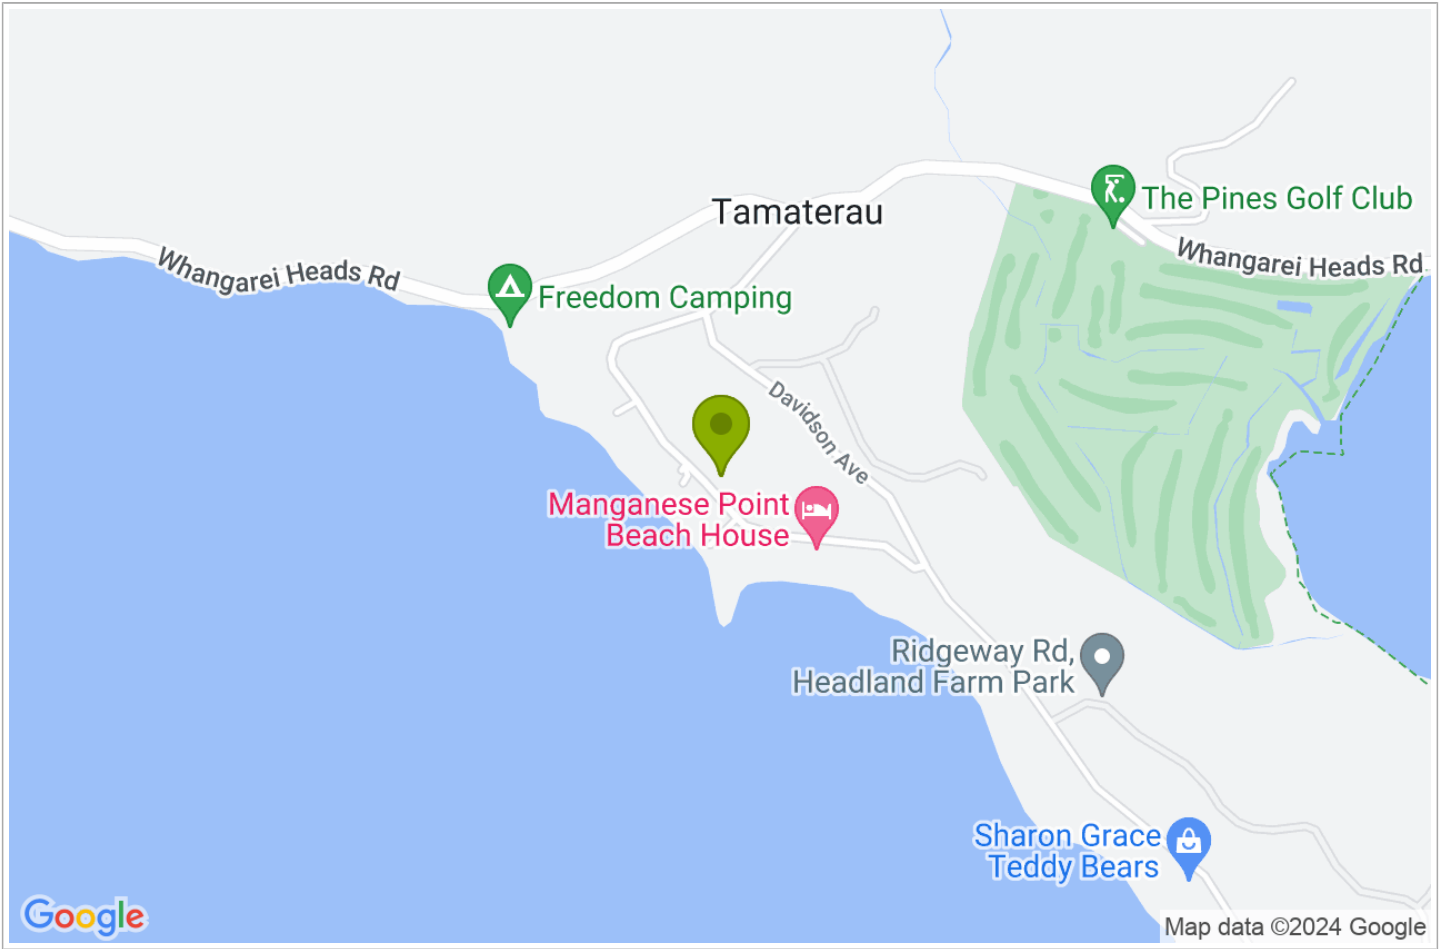 The Pines Golf Club
Tamaterau
Whangarei Heads Rd
Whangarei Heads Rd
Freedom Camping
Davidson Ave
Manganese Point
Beach House
Ridgeway Rd,
Headland Farm Park
Sharon Grace
Teddy Bears
Google
Map data ©2024 Google